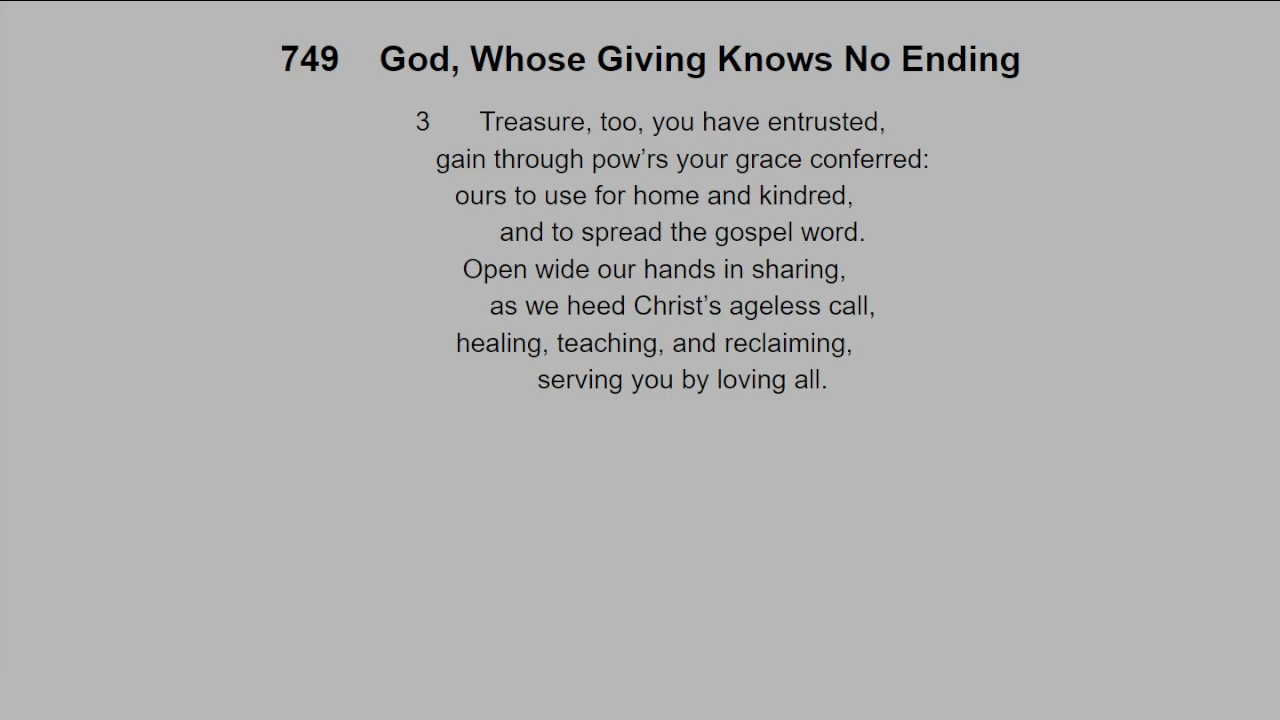 749 God, Whose Giving Knows No Ending
3 Treasure, too, you have entrusted,
gain through pow’rs your grace conferred:
ours to use for home and kindred,
and to spread the gospel word.
Open wide our hands in sharing,
as we heed Christ’s ageless call,
healing, teaching, and reclaiming,
serving you by loving all.